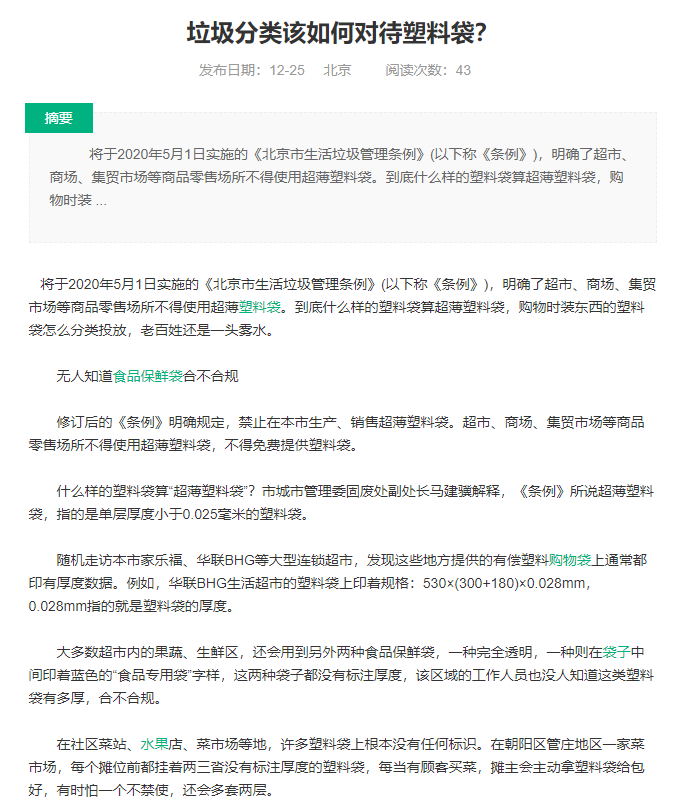 垃圾分类该如何对待塑料袋?
发布日期：12-25 北京 阅读次数：43
摘要
将于2020年5月1日实施的《北京市生活垃圾管理条例》(以下称《条例》)，明确了超市、
商场、集贸市场等商品零售场所不得使用超薄塑料袋。到底什么样的塑料袋算超薄塑料袋，购
物时装 ...
将于2020年5月1日实施的《北京市生活垃圾管理条例》(以下称《条例》)，明确了超市、商场、集贸
市场等商品零售场所不得使用超薄塑料袋。到底什么样的塑料袋算超薄塑料袋，购物时装东西的塑料
袋怎么分类投放，老百姓还是一头雾水。
无人知道食品保鲜袋合不合规
修订后的《条例》明确规定，禁止在本市生产、销售超薄塑料袋。超市、商场、集贸市场等商品
零售场所不得使用超薄塑料袋，不得免费提供塑料袋。
什么样的塑料袋算“超薄塑料袋”？市城市管理委固废处副处长马建骥解释，《条例》所说超薄塑料
袋，指的是单层厚度小于0.025毫米的塑料袋。
随机走访本市家乐福、华联BHG等大型连锁超市，发现这些地方提供的有偿塑料购物袋上通常都
印有厚度数据。例如，华联BHG生活超市的塑料袋上印着规格：530×(300+180)×0.028mm，
0.028mm指的就是塑料袋的厚度。
大多数超市内的果蔬、生鲜区，还会用到另外两种食品保鲜袋，一种完全透明，一种则在袋子中
间印着蓝色的“食品专用袋”字样，这两种袋子都没有标注厚度，该区域的工作人员也没人知道这类塑料
袋有多厚，合不合规。
在社区菜站、水果店、菜市场等地，许多塑料袋上根本没有任何标识。在朝阳区管庄地区一家菜
市场，每个摊位前都挂着两三沓没有标注厚度的塑料袋，每当有顾客买菜，摊主会主动拿塑料袋给包
好，有时怕一个不禁使，还会多套两层。